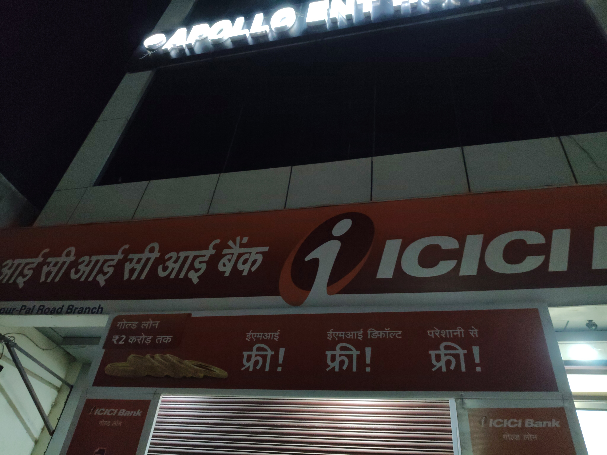 APOLLO ENT
आई सी आई सी आई बैंक ICICI
pur-Pal Road Branch
गोल्ड लोन
₹2 करोड़ तक
ईएमआई
फ्री!
ईएमआई डिफॉल्ट
फ्री!
परेशानी से
फ्री!
ICICI Bank
गोल्ड लोन
ICICI Bank
गोल्ड लोन